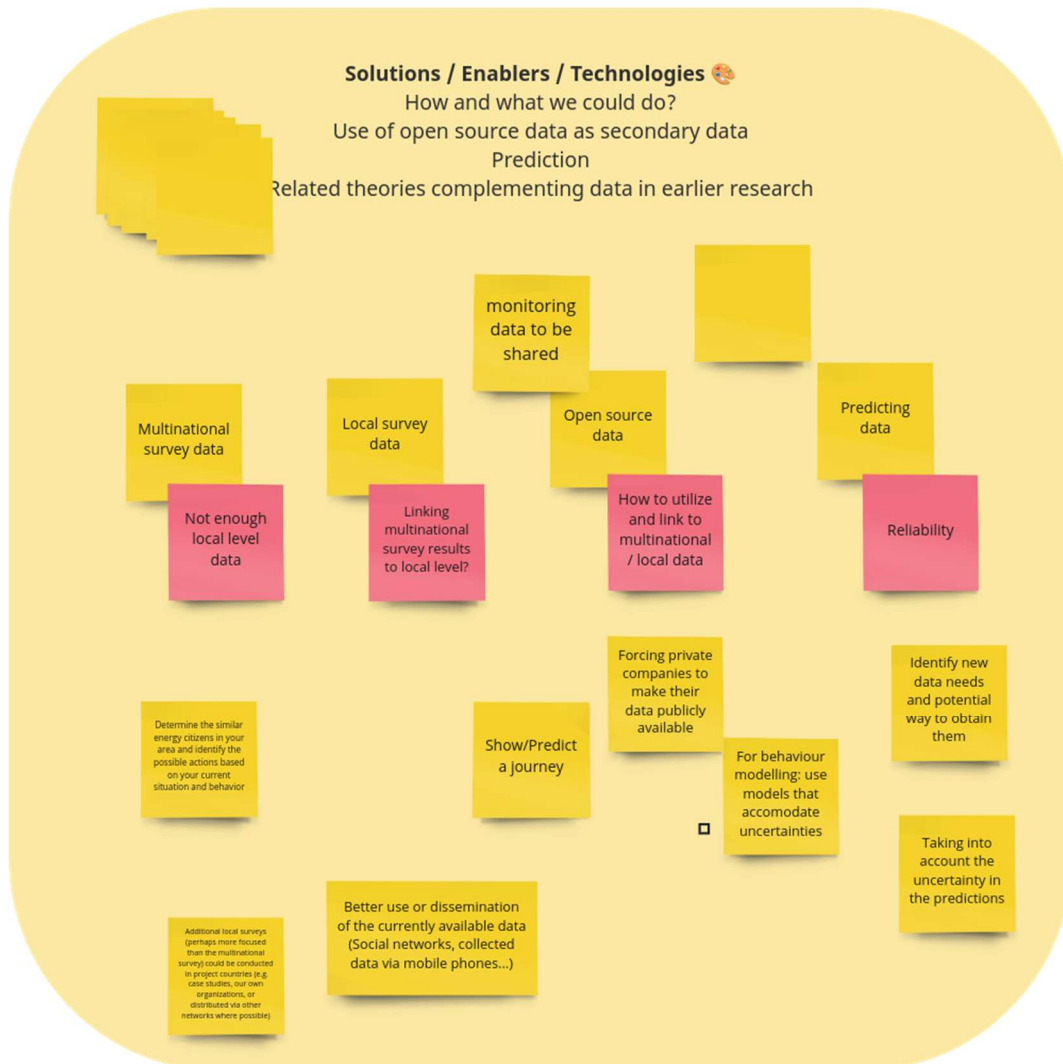 Solutions / Enablers / Technologies 🎨
How and what we could do?
Use of open source data as secondary data
Prediction
Related theories complementing data in earlier research
monitoring
data to be
shared
Multinational
survey data
Local survey
data
Open source
data
Predicting
data
Not enough
local level
data
Linking
multinational
survey results
to local level?
How to utilize
and link to
multinational
/ local data
Reliability
Forcing private
companies to
make their
data publicly
available
Identify new
data needs
and potential
way to obtain
them
Determine the similar
energy citizens in your
area and identify the
possible actions based
on your current
situation and behavior
Show/Predict
a journey
For behaviour
modelling: use
models that
accomodate
uncertainties
Taking into
account the
uncertainty in
the predictions
Better use or dissemination
of the currently available data
(Social networks, collected
data via mobile phones...)
Additional local surveys
(perhaps more focused
than the multinational
survey) could be conducted
in project countries (e.g.
case studies, our own
organizations, or
distributed via other
networks where possible)